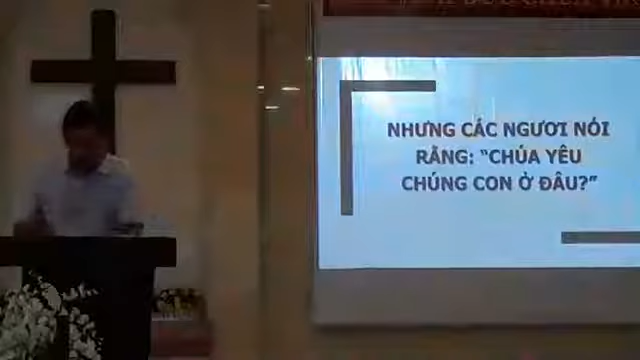 NHƯNG CÁC NGƯƠI NÓI
RẰNG: “CHÚA YÊU
CHÚNG CON Ở ĐÂU?”